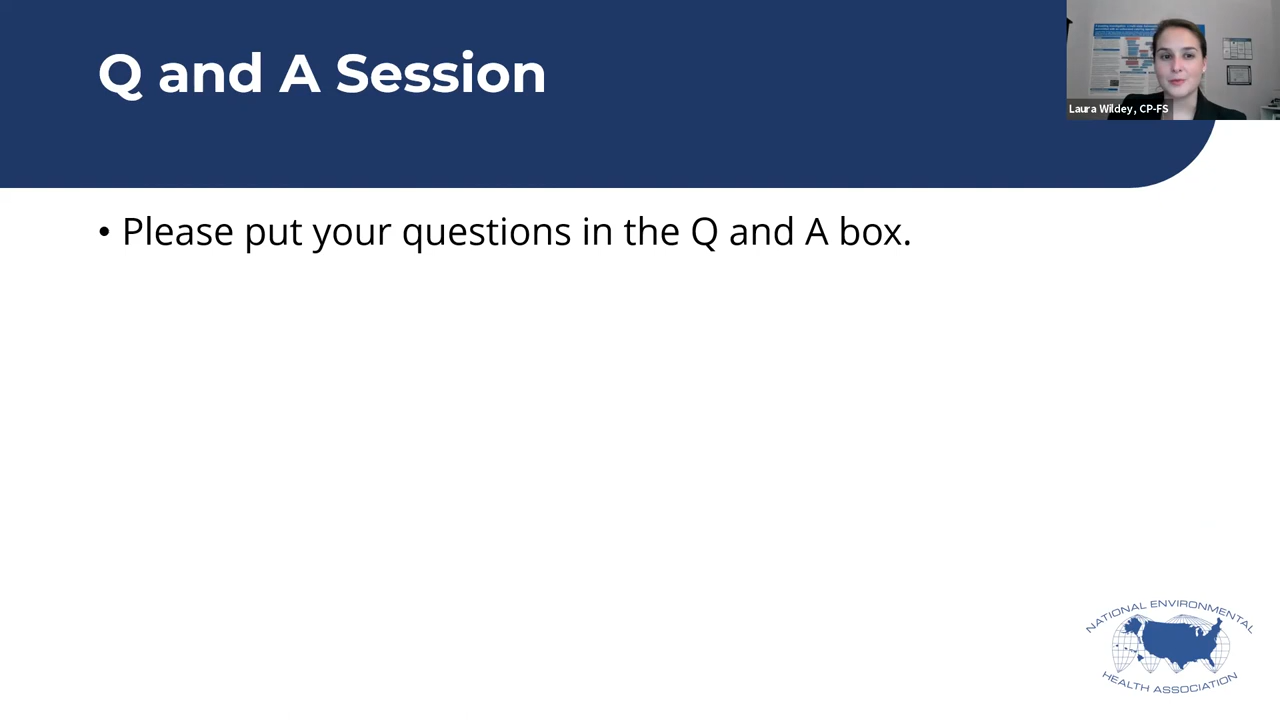 Q and A Session
Laura Wildey, CP-FS
• Please put your questions in the Q and A box.
NATIONAL ENVIRONMENTAL
HEALTH ASSOCIATION